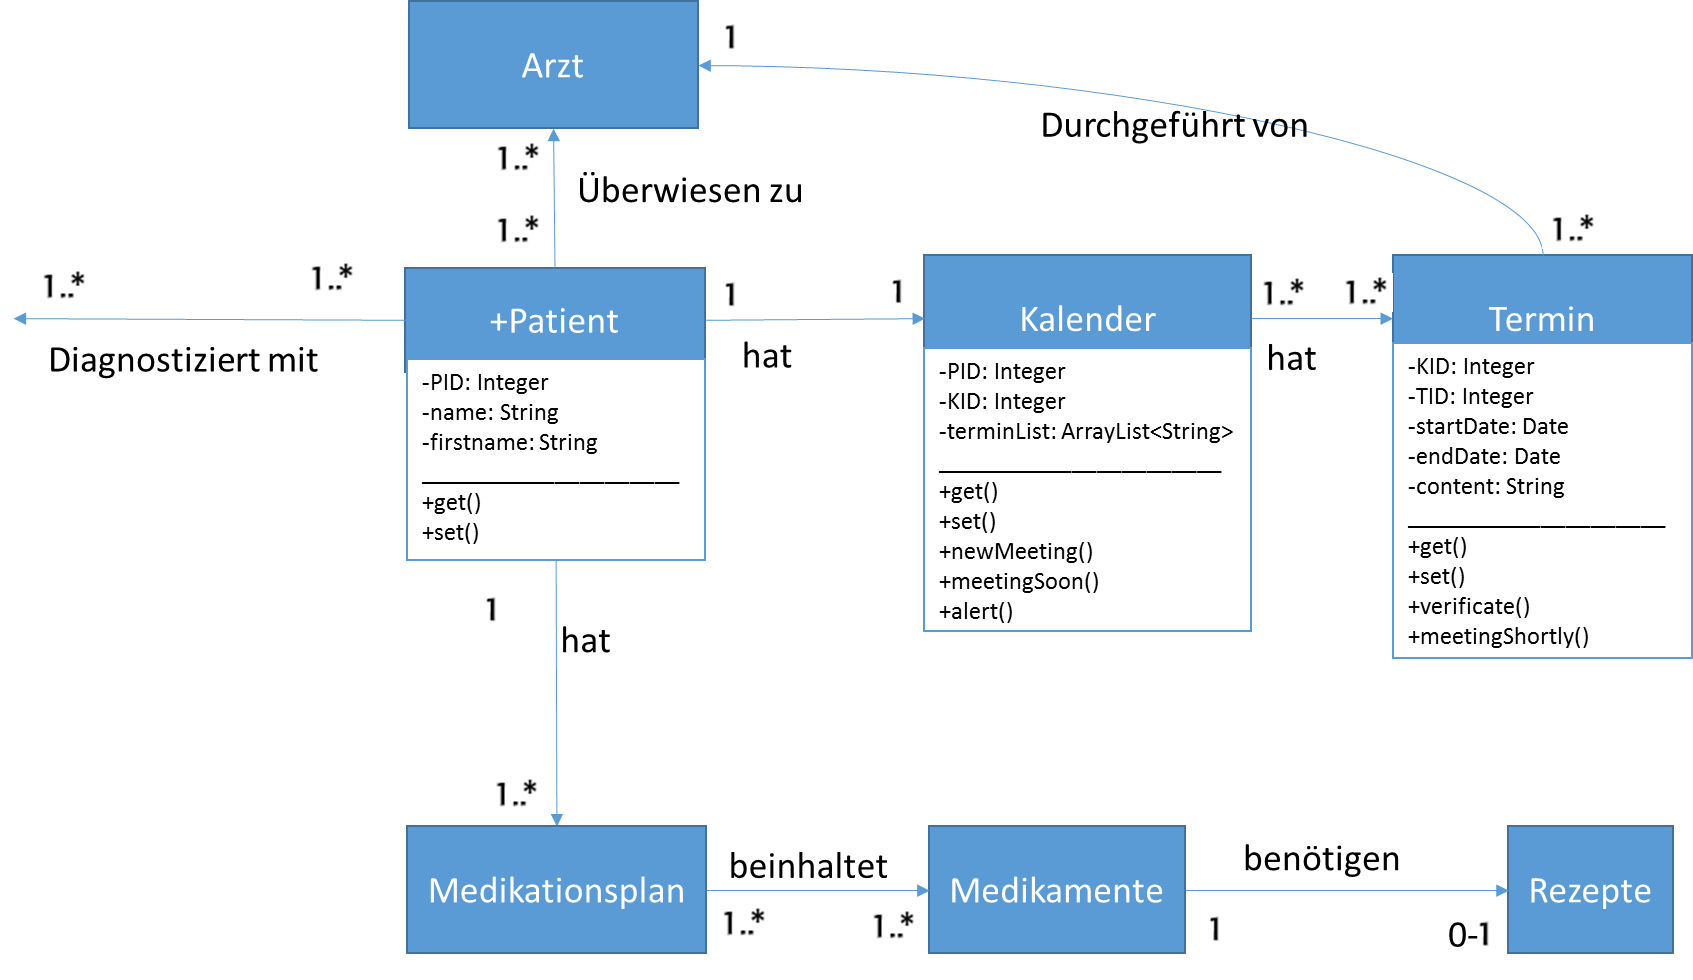 Arzt
1
Durchgeführt von
1..*
Überwiesen zu
1..*
1..*
1..*
1..*
Diagnostiziert mit
+Patient
-PID: Integer
-name: String
-firstname: String
+get()
+set()
1
1
hat
Kalender
-PID: Integer
-KID: Integer
-terminList: ArrayList<String>
+get()
+set()
+newMeeting()
+meetingSoon()
+alert()
1..*
1..*
hat
Termin
-KID: Integer
-TID: Integer
-startDate: Date
-endDate: Date
-content: String
+get()
+set()
+verificate()
+meetingShortly()
1
hat
1..*
Medikationsplan
beinhaltet
1..*
1..*
Medikamente
benötigen
1
0-1
Rezepte